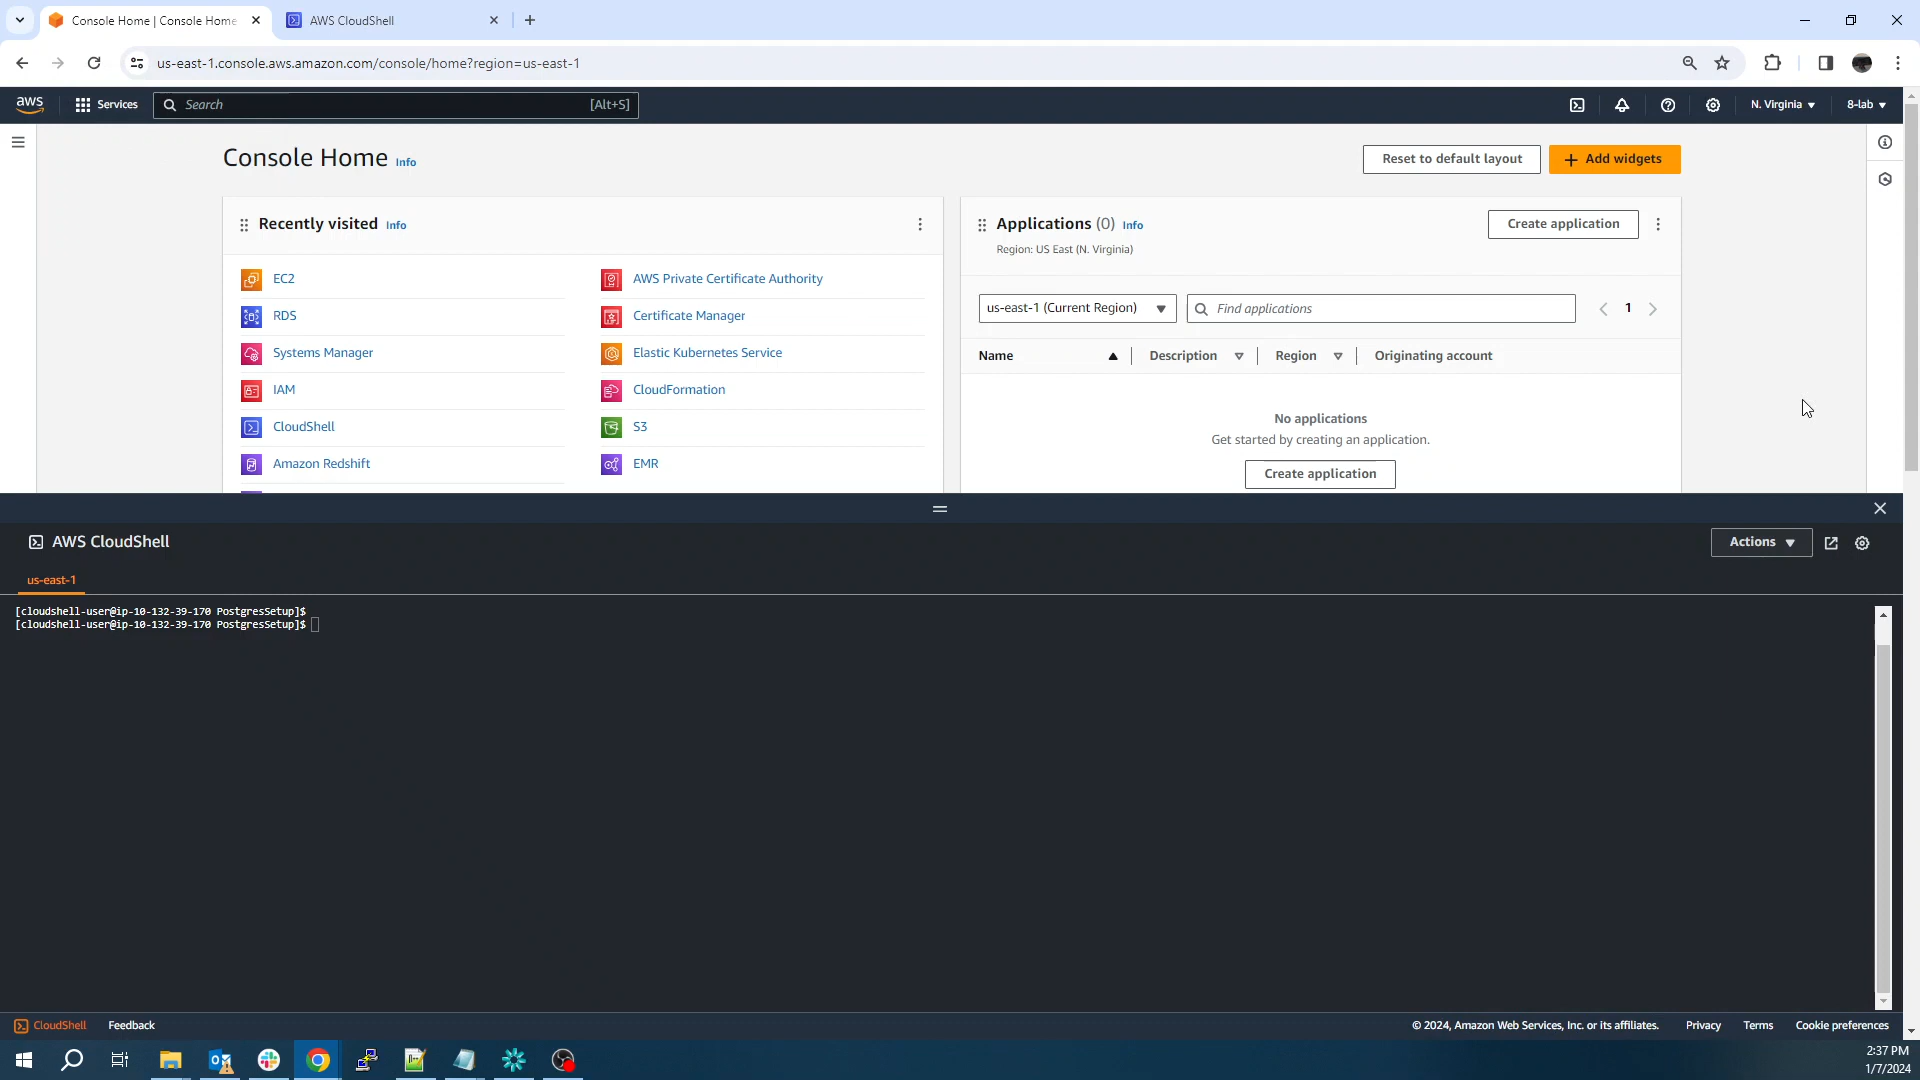 Console Home | Console Home
AWS CloudShell
us-east-1.console.aws.amazon.com/console/home?region=us-east-1
aws
Services
Search
[Alt+S]
N. Virginia
8-lab
Console Home Info
Reset to default layout
Add widgets
Recently visited Info
EC2
RDS
Systems Manager
IAM
CloudShell
Amazon Redshift
AWS Private Certificate Authority
Certificate Manager
Elastic Kubernetes Service
CloudFormation
S3
EMR
Applications (0) Info
Region: US East (N. Virginia)
Create application
us-east-1 (Current Region)
Find applications
1
Name
Description
Region
Originating account
No applications
Get started by creating an application.
Create application
AWS CloudShell
Actions
us-east-1
[cloudshell-user@ip-10-132-39-170 PostgresSetup]$
[cloudshell-user@ip-10-132-39-170 PostgresSetup]$
CloudShell
Feedback
© 2024, Amazon Web Services, Inc. or its affiliates.
Privacy
Terms
Cookie preferences
2:37 PM
1/7/2024